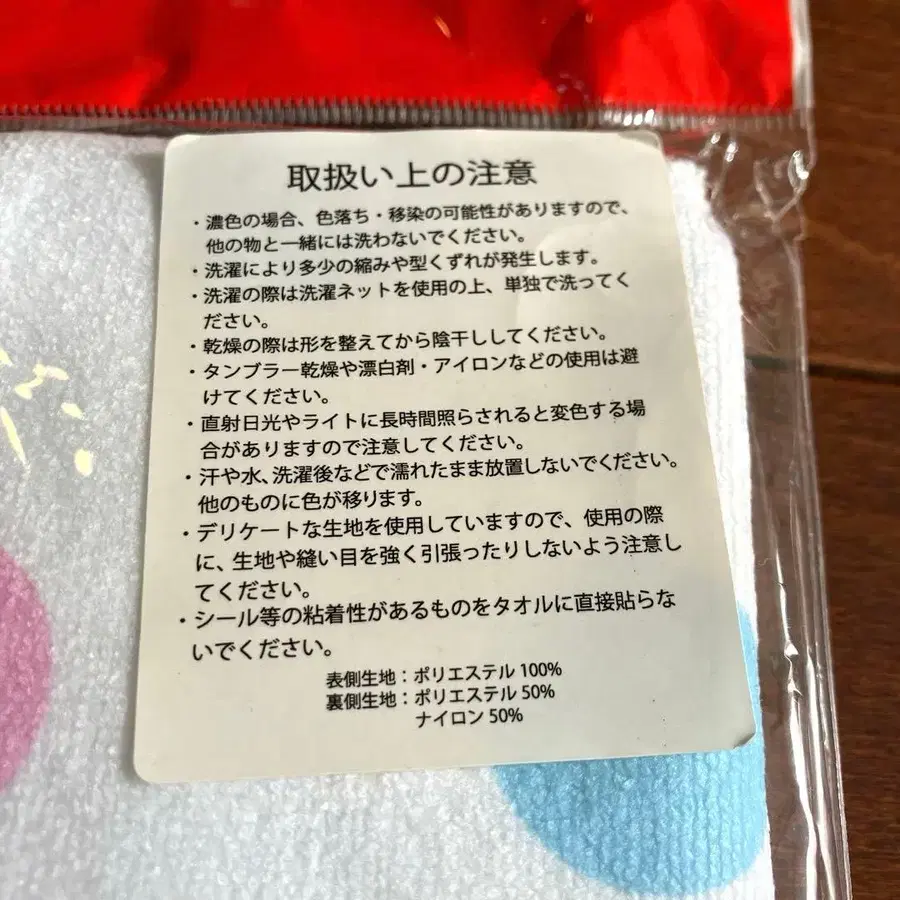 取扱い上の注意
・濃色の場合、色落ち・移染の可能性がありますので、
他の物と一緒には洗わないでください。
・洗濯により多少の縮みや型くずれが発生します。
・洗濯の際は洗濯ネットを使用の上、単独で洗ってく
ださい。
・乾燥の際は形を整えてから陰干ししてください。
・タンブラー乾燥や漂白剤・アイロンなどの使用は避
けてください。
・直射日光やライトに長時間照らされると変色する場
合がありますので注意してください。
・汗や水、洗濯後などで濡れたまま放置しないでください。
他のものに色が移ります。
・デリケートな生地を使用していますので、使用の際
に、生地や縫い目を強く引張ったりしないよう注意し
てください。
・シール等の粘着性があるものをタオルに直接貼らな
いでください。
表側生地：ポリエステル 100%
裏側生地：ポリエステル 50%
ナイロン 50%